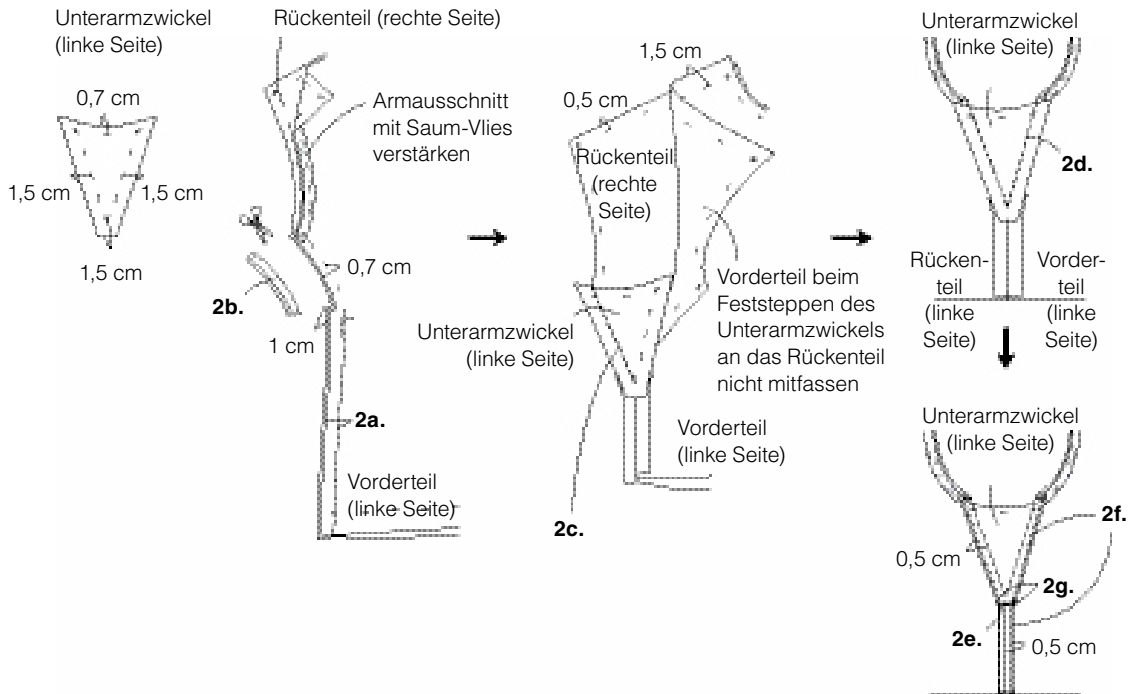 Unterarmzwickel
(linke Seite)
0,7 cm
1,5 cm
1,5 cm
1,5 cm
Rückenteil (rechte Seite)
Armausschnitt
mit Saum-Vlies
verstärken
0,7 cm
2b.
1 cm
2a.
Vorderteil
(linke Seite)
1,5 cm
0,5 cm
Rückenteil
(rechte
Seite)
Unterarmzwickel
(linke Seite)
Vorderteil beim
Feststeppen des
Unterarmzwickels
an das Rückenteil
nicht mitfassen
Vorderteil
(linke Seite)
2c.
Unterarmzwickel
(linke Seite)
2d.
Rücken-
teil
(linke
Seite)
Vorder-
teil
(linke
Seite)
Unterarmzwickel
(linke Seite)
2f.
0,5 cm
2g.
2e.
0,5 cm